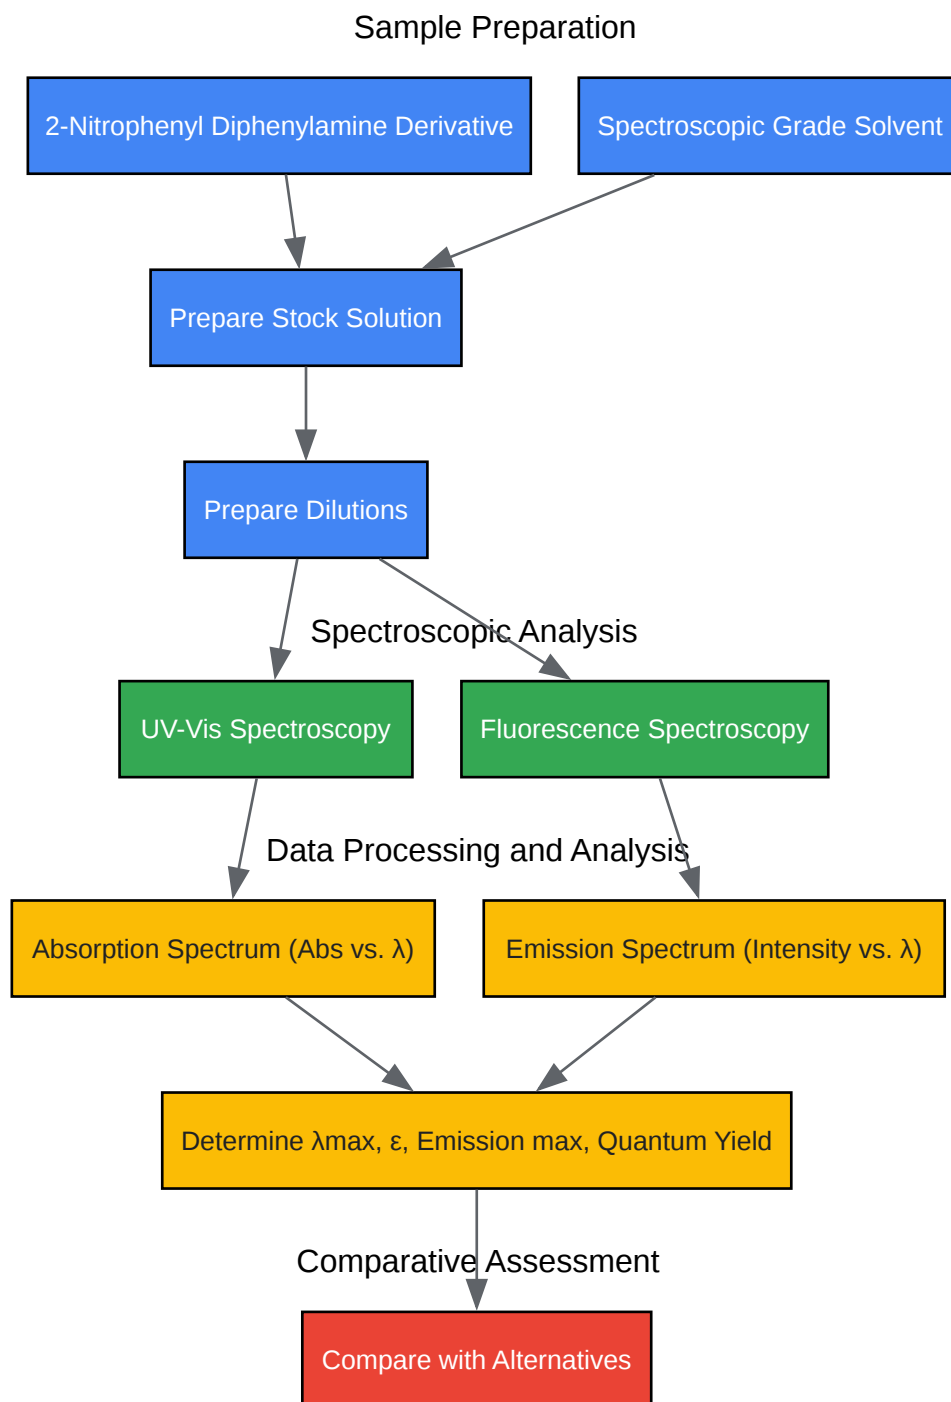 Sample Preparation
2-Nitrophenyl Diphenylamine Derivative
Spectroscopic Grade Solvent
Prepare Stock Solution
Prepare Dilutions
Spectroscopic Analysis
UV-Vis Spectroscopy
Fluorescence Spectroscopy
Data Processing and Analysis
Absorption Spectrum (Abs vs. λ)
Emission Spectrum (Intensity vs. λ)
Determine λmax, ε, Emission max, Quantum Yield
Comparative Assessment
Compare with Alternatives